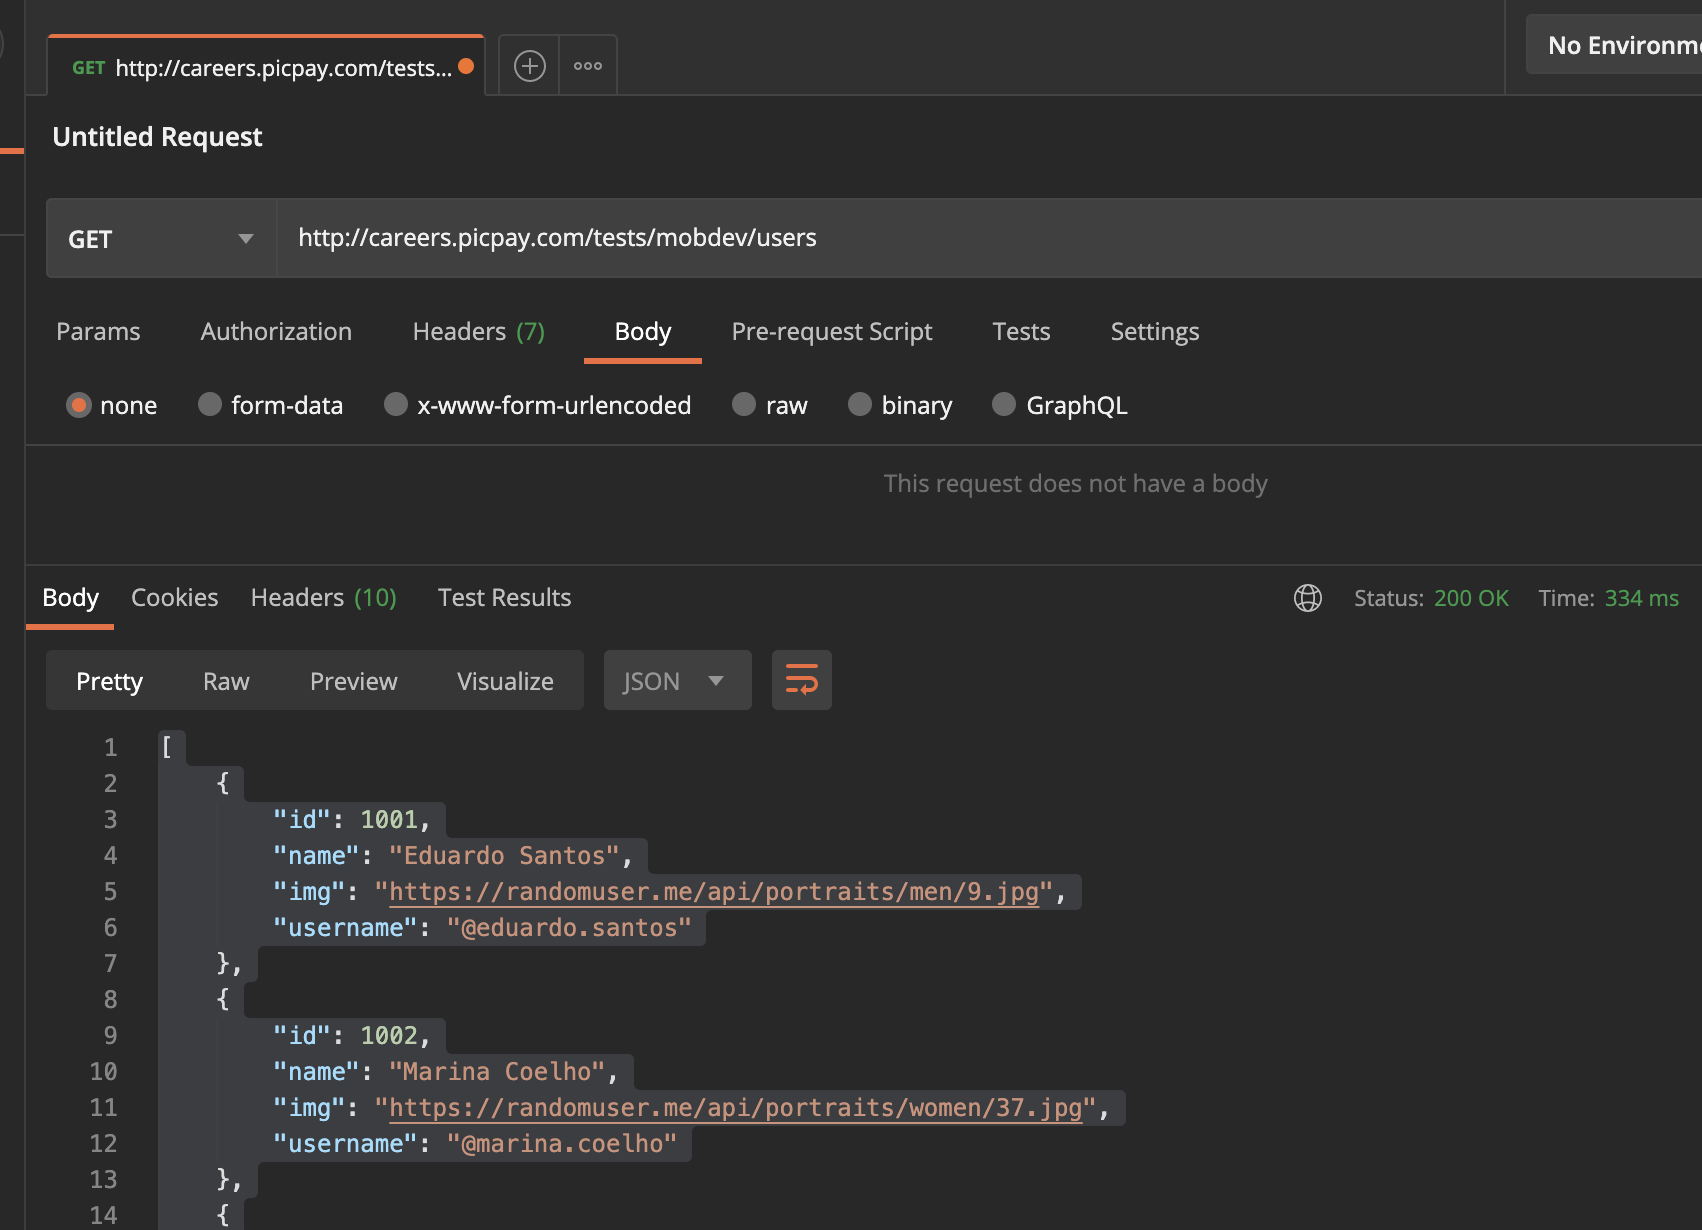 GET http://careers.picpay.com/tests...
No Environme
Untitled Request
GET http://careers.picpay.com/tests/mobdev/users
Params Authorization Headers (7) Body Pre-request Script Tests Settings
none form-data x-www-form-urlencoded raw binary GraphQL
This request does not have a body
Body Cookies Headers (10) Test Results Status: 200 OK Time: 334 ms
Pretty Raw Preview Visualize JSON
1 [
2 {
3 "id": 1001,
4 "name": "Eduardo Santos",
5 "img": "https://randomuser.me/api/portraits/men/9.jpg",
6 "username": "@eduardo.santos"
7 },
8 {
9 "id": 1002,
10 "name": "Marina Coelho",
11 "img": "https://randomuser.me/api/portraits/women/37.jpg",
12 "username": "@marina.coelho"
13 },
14 {